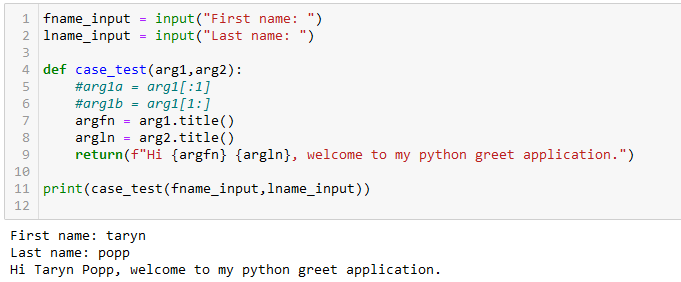 1 fname_input = input("First name: ")
2 lname_input = input("Last name: ")
3
4 def case_test(arg1,arg2):
5     #arg1a = arg1[:1]
6     #arg1b = arg1[1:]
7     argfn = arg1.title()
8     argln = arg2.title()
9     return(f"Hi {argfn} {argln}, welcome to my python greet application.")
10
11 print(case_test(fname_input,lname_input))
12
First name: taryn
Last name: popp
Hi Taryn Popp, welcome to my python greet application.